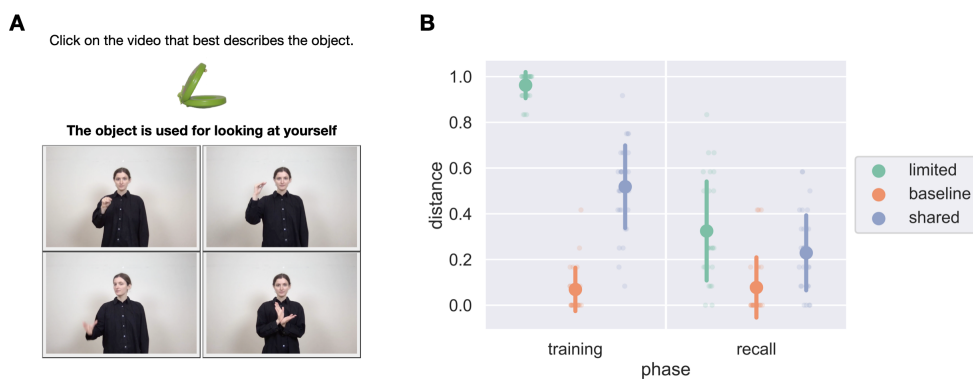 A
Click on the video that best describes the object.
The object is used for looking at yourself
B
distance
1.0
0.8
0.6
0.4
0.2
0.0
training
recall
phase
limited
baseline
shared